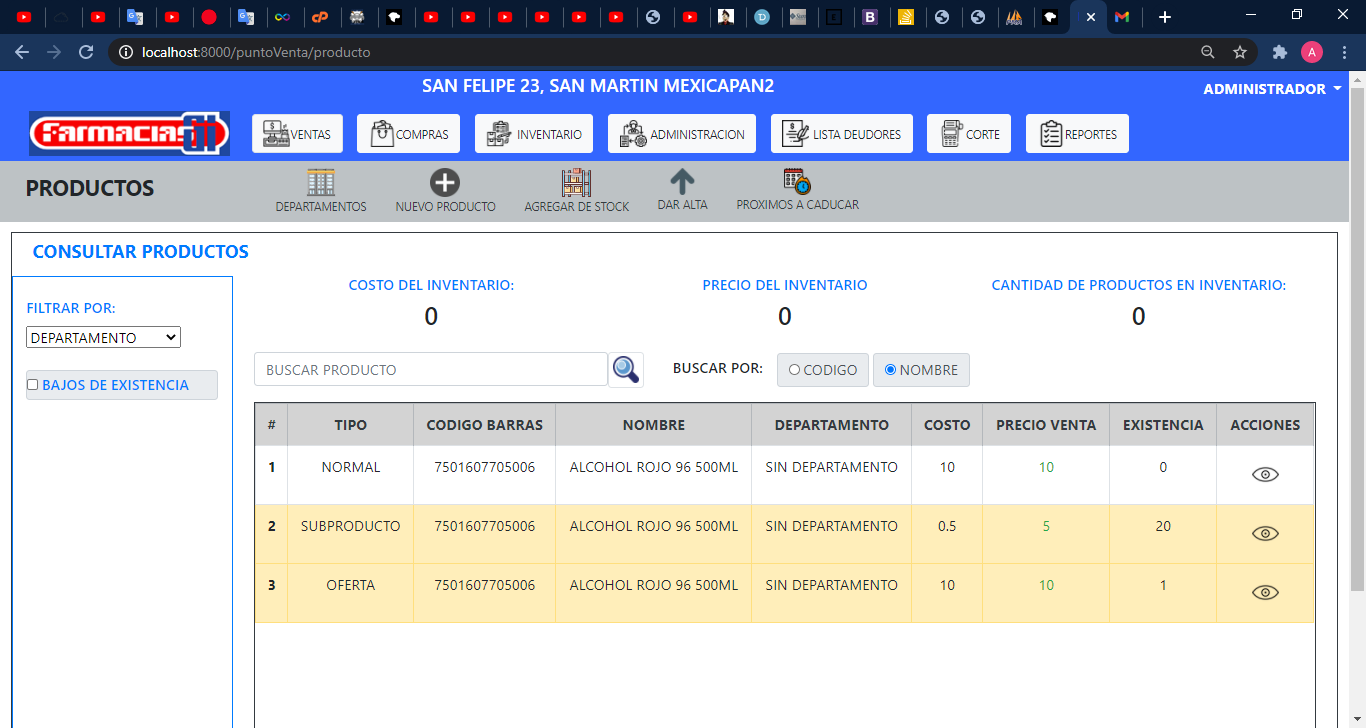 localhost:8000/puntoVenta/producto
A
SAN FELIPE 23, SAN MARTIN MEXICAPAN2
ADMINISTRADOR
Farmacias
VENTAS
COMPRAS
INVENTARIO
ADMINISTRACION
LISTA DEUDORES
CORTE
REPORTES
PRODUCTOS
DEPARTAMENTOS
NUEVO PRODUCTO
AGREGAR DE STOCK
DAR ALTA
PROXIMOS A CADUCAR
CONSULTAR PRODUCTOS
FILTRAR POR:
DEPARTAMENTO
BAJOS DE EXISTENCIA
COSTO DEL INVENTARIO: PRECIO DEL INVENTARIO CANTIDAD DE PRODUCTOS EN INVENTARIO:
0 0 0
BUSCAR PRODUCTO
BUSCAR POR: CODIGO NOMBRE
# TIPO CODIGO BARRAS NOMBRE DEPARTAMENTO COSTO PRECIO VENTA EXISTENCIA ACCIONES
1 NORMAL 7501607705006 ALCOHOL ROJO 96 500ML SIN DEPARTAMENTO 10 10 0
2 SUBPRODUCTO 7501607705006 ALCOHOL ROJO 96 500ML SIN DEPARTAMENTO 0.5 5 20
3 OFERTA 7501607705006 ALCOHOL ROJO 96 500ML SIN DEPARTAMENTO 10 10 1